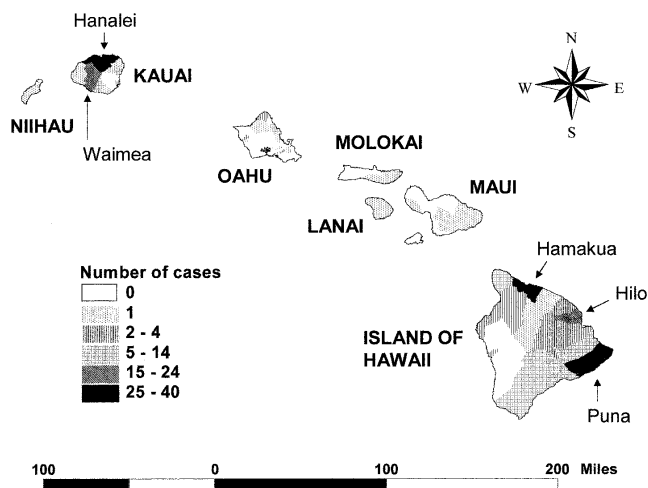 Hanalei
KAUAI
NIIHAU
Waimea
OAHU
MOLOKAI
LANAI
MAUI
N
W
E
S
Hamakua
Hilo
ISLAND OF
HAWAII
Puna
Number of cases
0
1
2 - 4
5 - 14
15 - 24
25 - 40
100 0 100 200 Miles